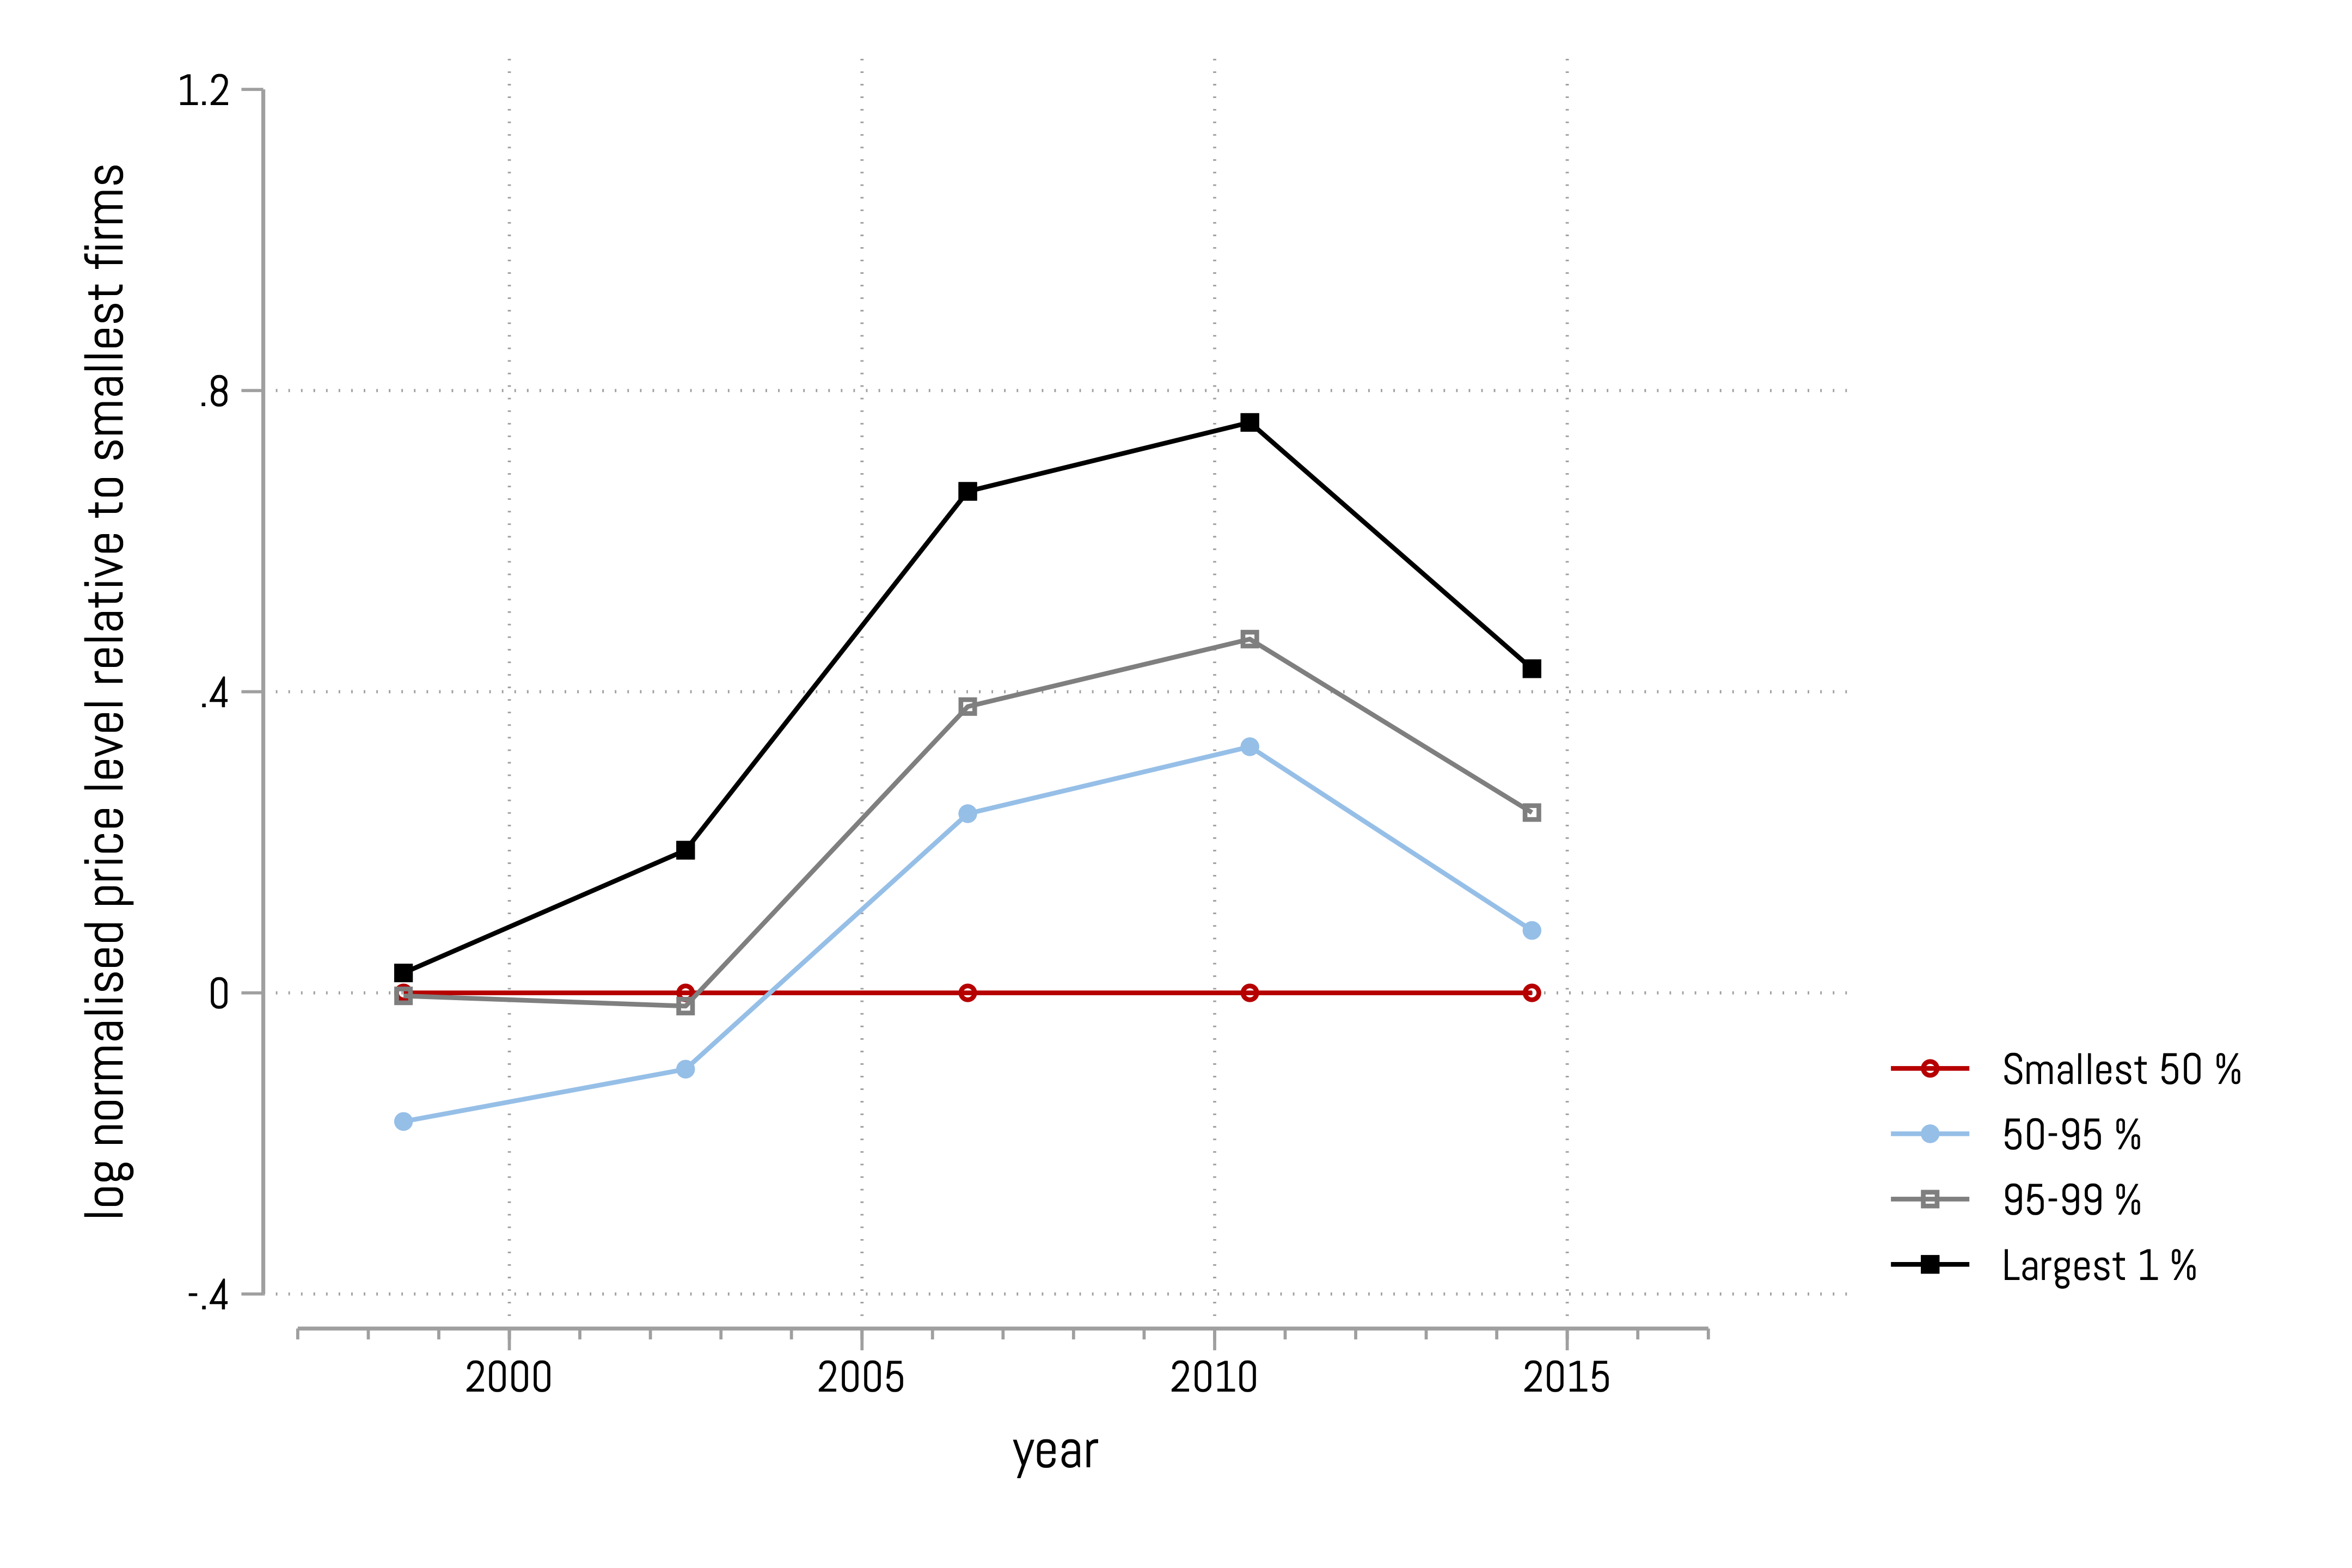 log normalised price level relative to smallest firms
1.2
.8
.4
0
-.4
2000 2005 2010 2015
year
Smallest 50 %
50-95 %
95-99 %
Largest 1 %